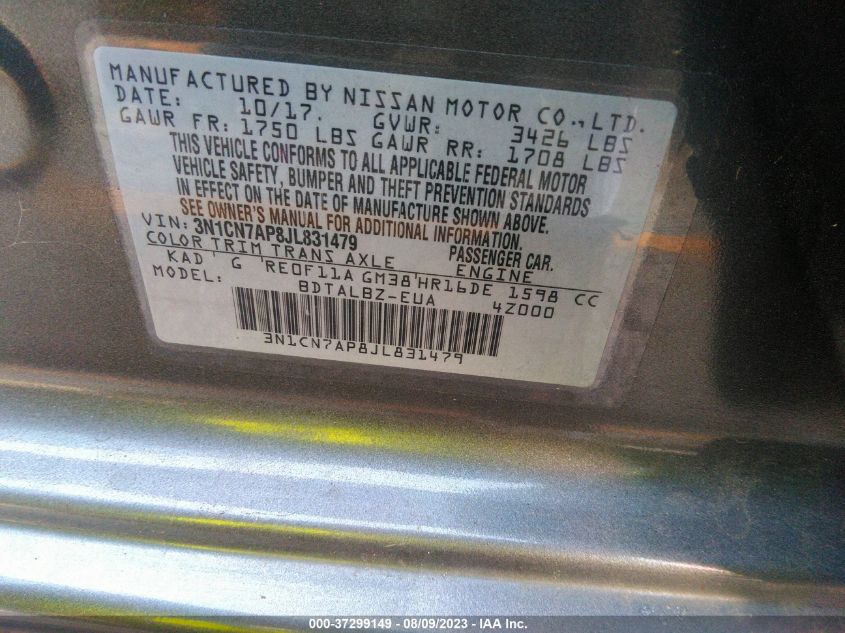 MANUFACTURED BY NISSAN MOTOR CO., LTD.
DATE: 10/17. GVWR: 3426 LBS
GAWR FR: 1750 LBS GAWR RR: 1708 LBS
THIS VEHICLE CONFORMS TO ALL APPLICABLE FEDERAL MOTOR
VEHICLE SAFETY, BUMPER AND THEFT PREVENTION STANDARDS
IN EFFECT ON THE DATE OF MANUFACTURE SHOWN ABOVE.
SEE OWNER'S MANUAL FOR ADDITIONAL INFORMATION.
VIN: 3N1CN7AP8JL831479 PASSENGER CAR.
COLOR TRIM TRANS AXLE ENGINE
KAD ' G 'RE0F11A GM38'HR16DE 1598 CC
MODEL: BDTALBZ-EUA 4Z000
3N1CN7AP8JL831479
000-37299149 - 08/09/2023 - IAA Inc.